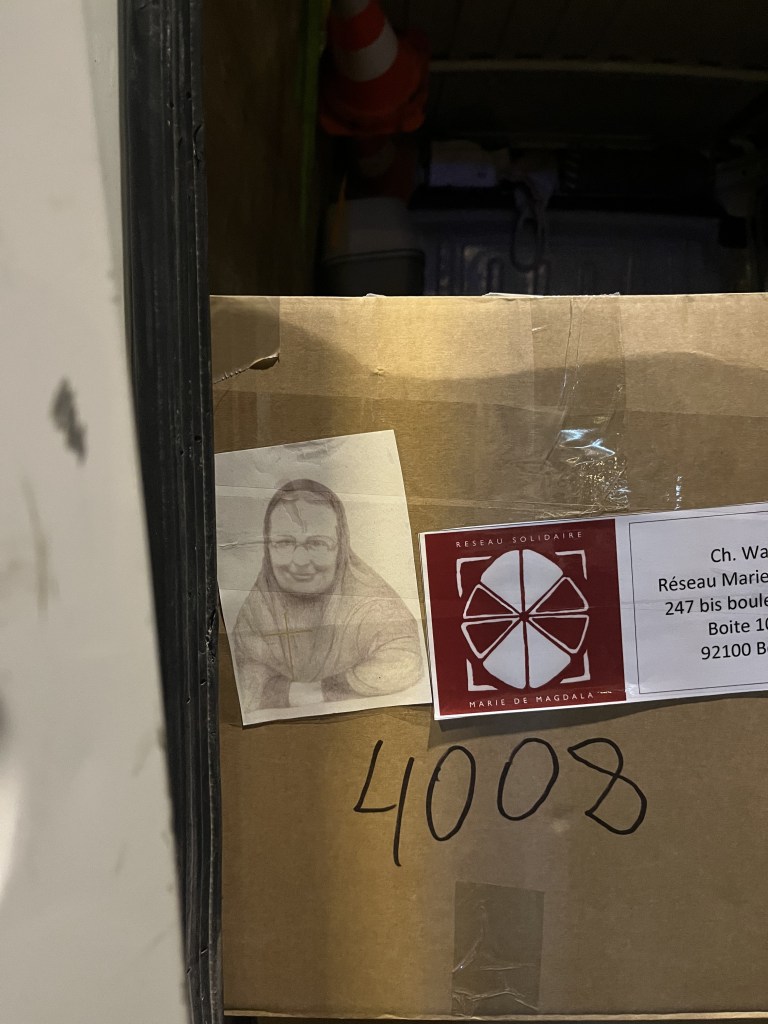 RESEAU SOLIDAIRE
MARIE DE MAGDALA
Ch. Wa
Réseau Marie
247 bis boule
Boite 10
92100 B
4008